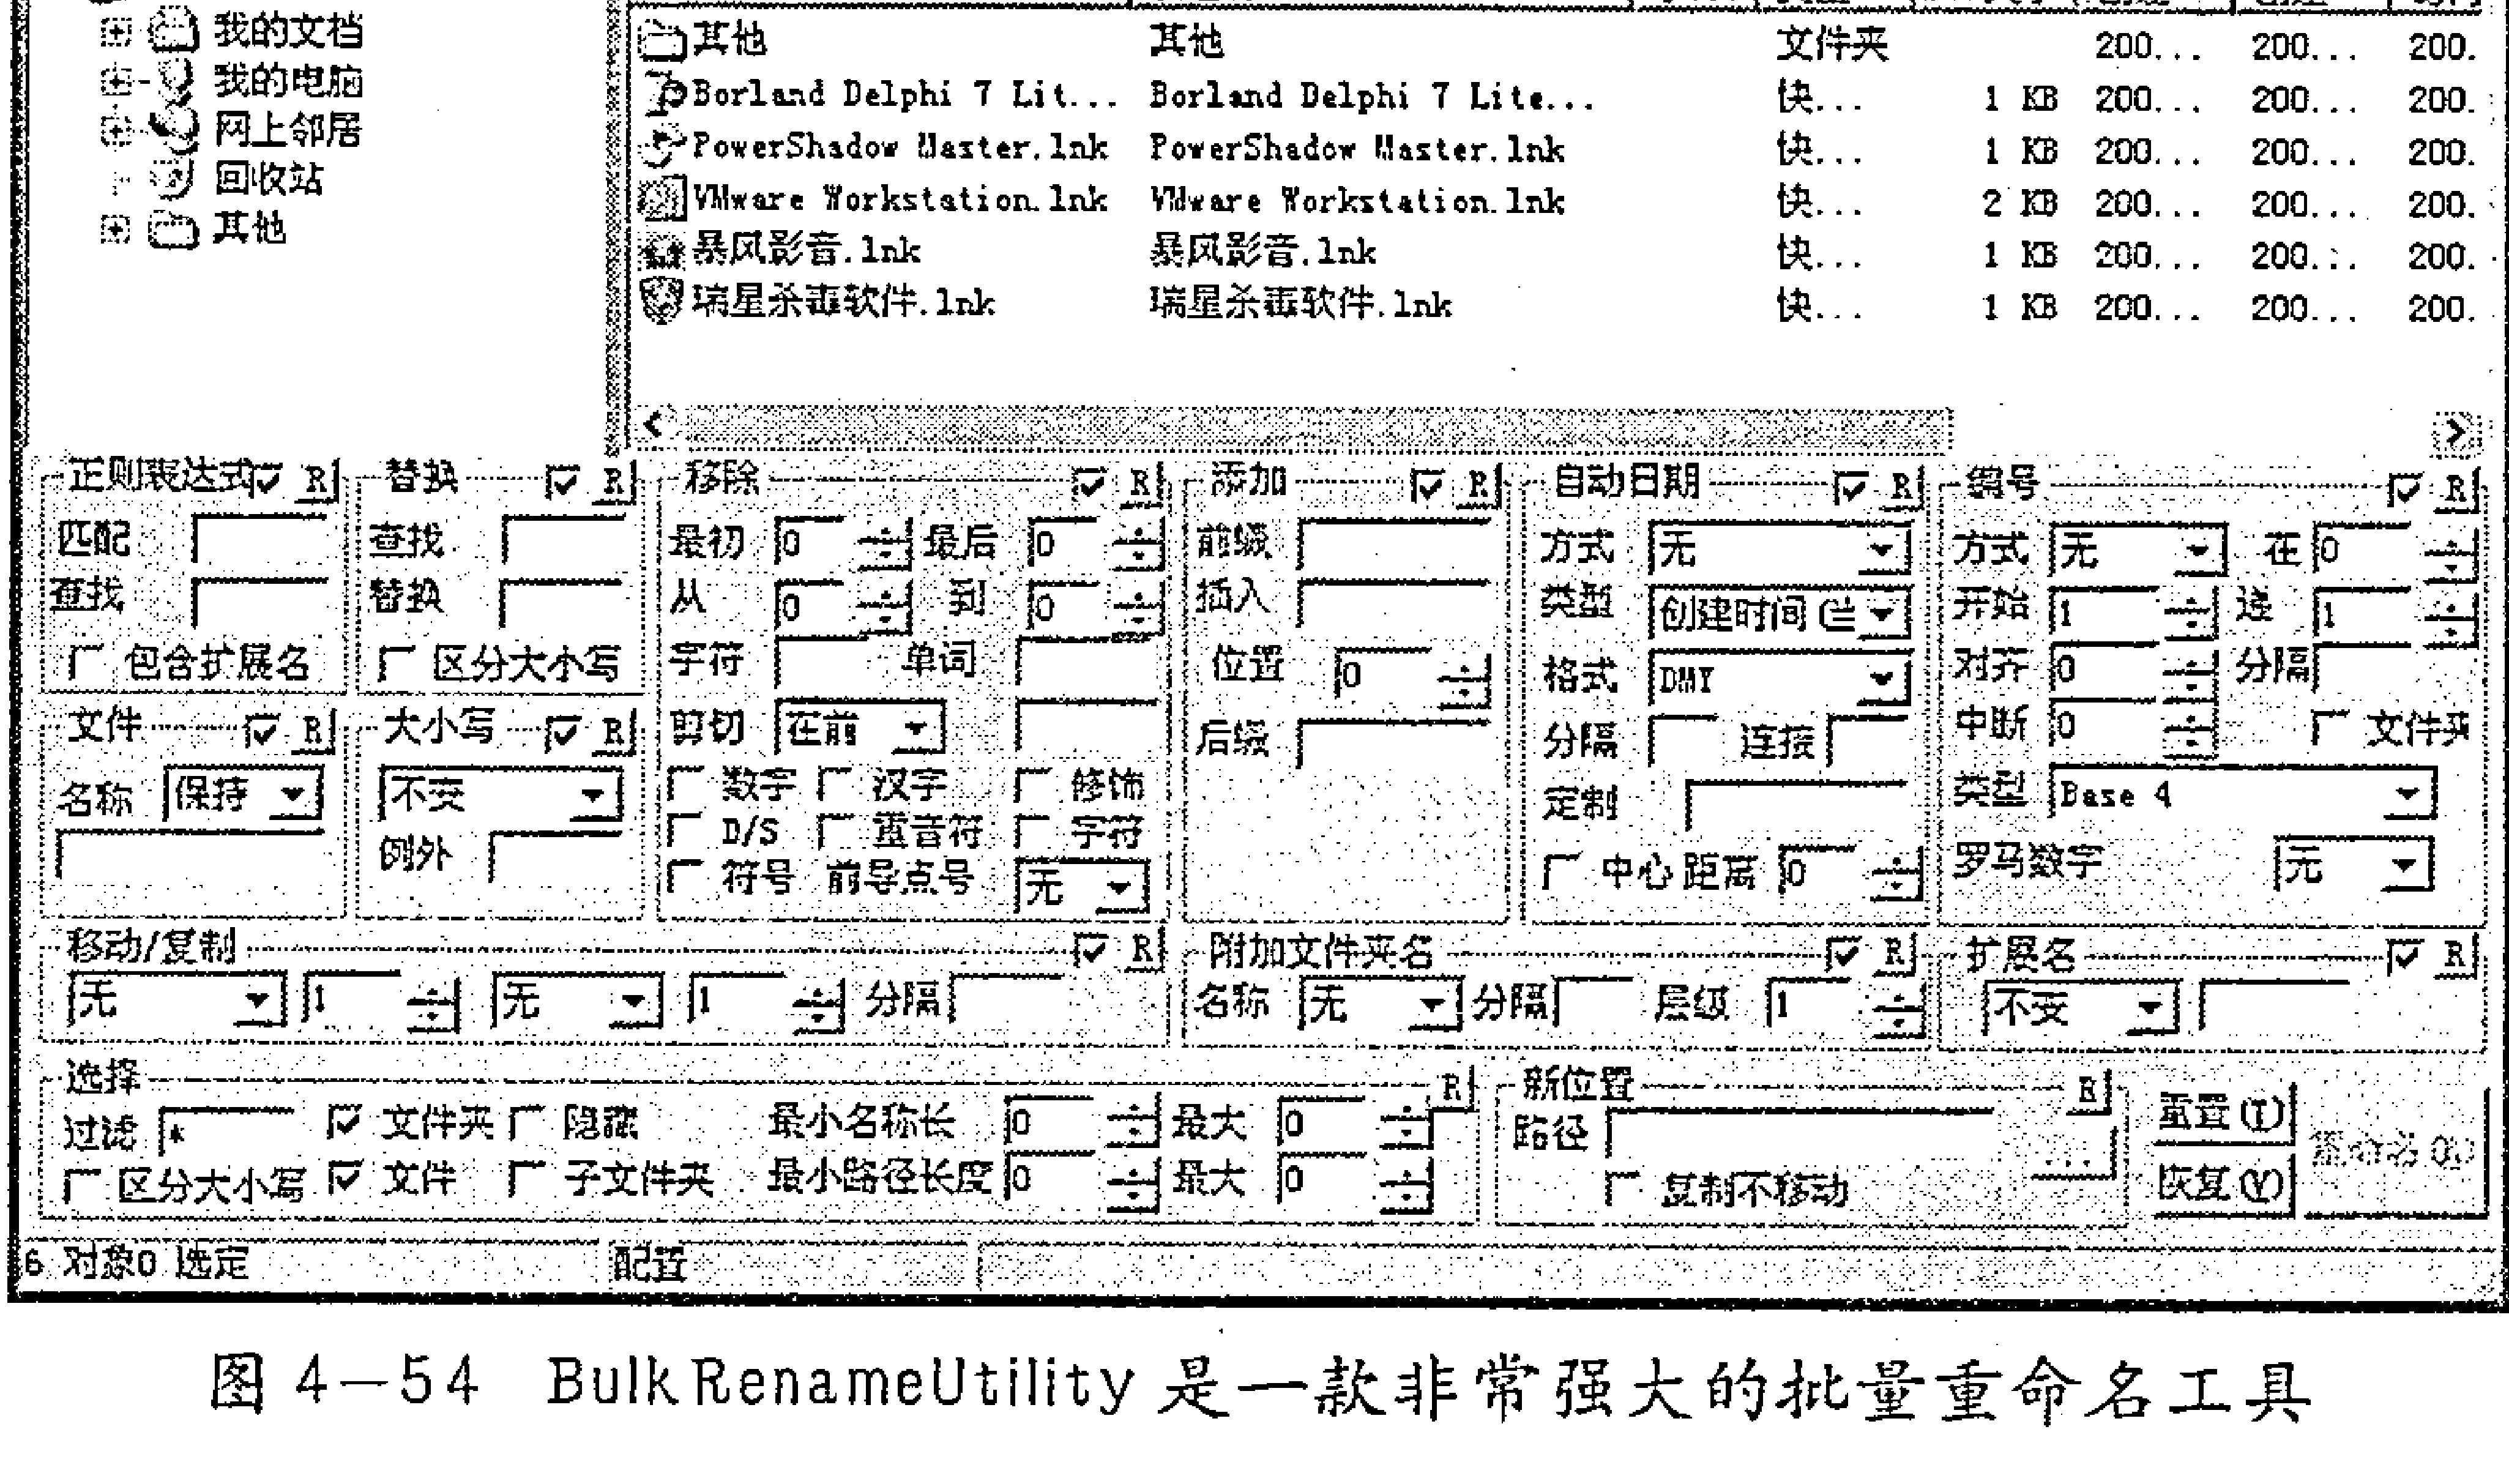 我的文档
我的电脑
网上邻居
回收站
其他
其他 其他 文件夹 200... 200... 200.
Borland Delphi 7 Lit... Borland Delphi 7 Lite... 快... 1 KB 200... 200... 200.
PowerShadow Master.lnk PowerShadow Master.lnk 快... 1 KB 200... 200... 200.
VMware Workstation.lnk VMware Workstation.lnk 快... 2 KB 200... 200... 200.
暴风影音.lnk 暴风影音.lnk 快... 1 KB 200... 200... 200.
瑞星杀毒软件.lnk 瑞星杀毒软件.lnk 快... 1 KB 200... 200... 200.
正则表达式 R 替换 R 移除 R 添加 R 自动日期 R 编号 R
匹配 查找 最初 0 最后 0 前缀 方式 无 方式 无 在 0
查找 替换 从 0 到 0 插入 类型 创建时间 开始 1 递 1
包含扩展名 区分大小写 字符 单词 位置 0 格式 DMY 对齐 0 分隔
文件 R 大小写 R 剪切 在前 后缀 分隔 连接 中断 0 文件夹
名称 保持 不变 数字 汉字 修饰 定制 类型 Base 4
D/S 重音符 字符
例外 符号 前导点号 无 中心 距离 0 罗马数字 无
移动/复制 R 附加文件夹名 R 扩展名 R
无 1 无 1 分隔 名称 无 分隔 层级 1 不变
选择 R 新位置 R
过滤 * 文件夹 隐藏 最小名称长 0 最大 0 路径 ... 重置(T) 重命名
区分大小写 文件 子文件夹 最小路径长度 0 最大 0 复制不移动 恢复(V)
6 对象0 选定 配置
图 4—54 BulkRenameUtility 是一款非常强大的批量重命名工具